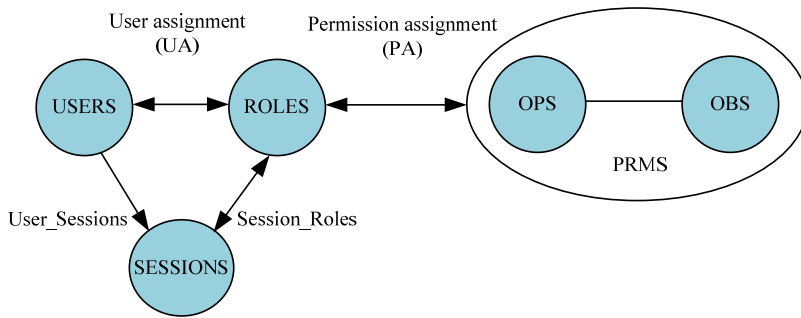 User assignment
(UA)
Permission assignment
(PA)
USERS
ROLES
OPS
OBS
PRMS
User_Sessions
Session_Roles
SESSIONS